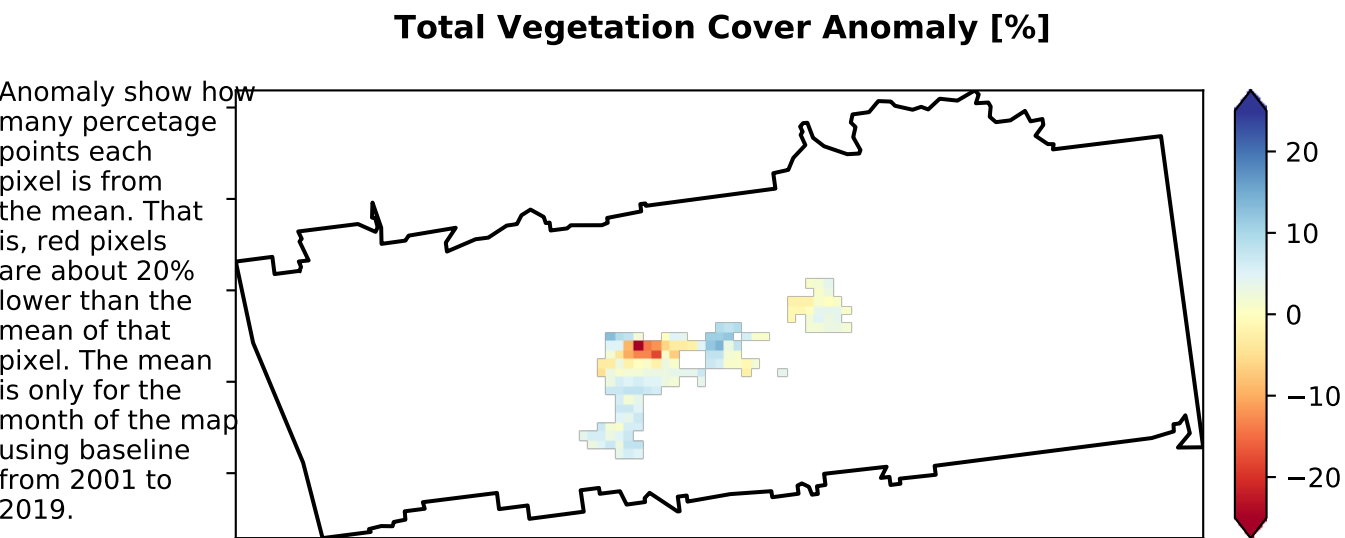 Total Vegetation Cover Anomaly [%]
Anomaly show how
many percetage
points each
pixel is from
the mean. That
is, red pixels
are about 20%
lower than the
mean of that
pixel. The mean
is only for the
month of the map
using baseline
from 2001 to
2019.
20
10
0
−10
−20